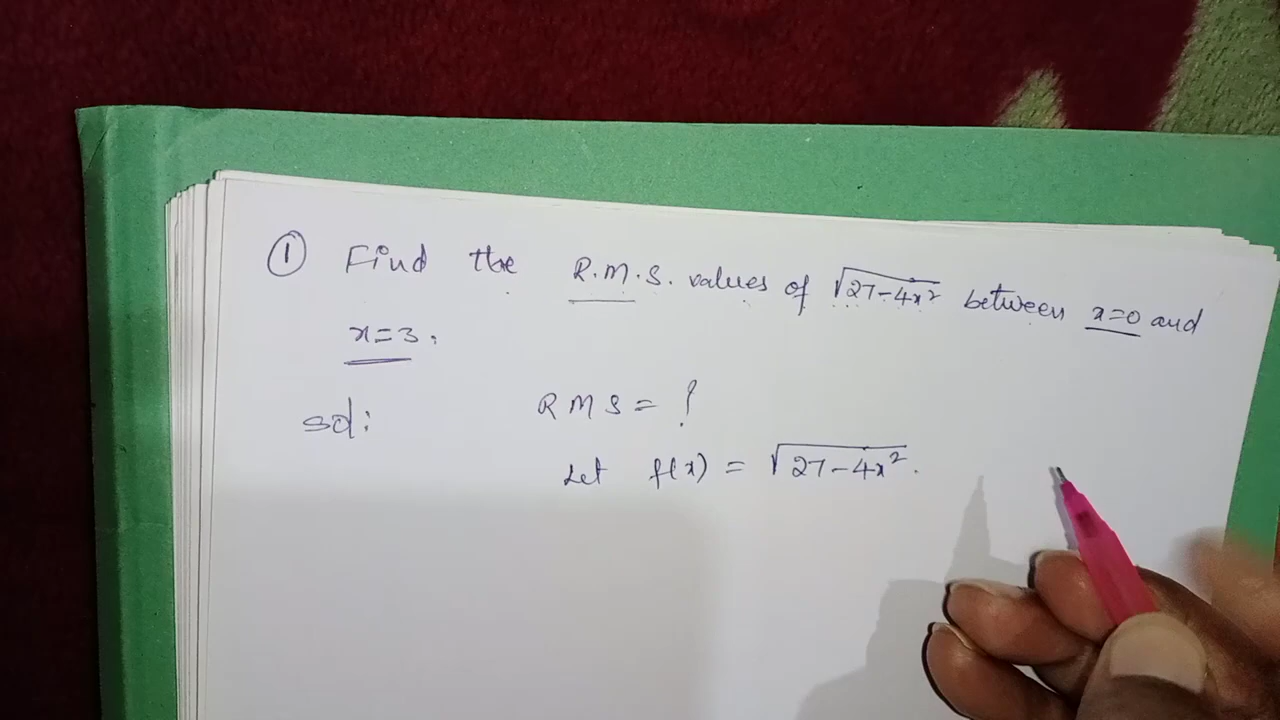 ① Find the R.M.S. values of √27-4x² between x=0 and
x=3.
sol:
RMS = ?
Let f(x) = √27-4x².